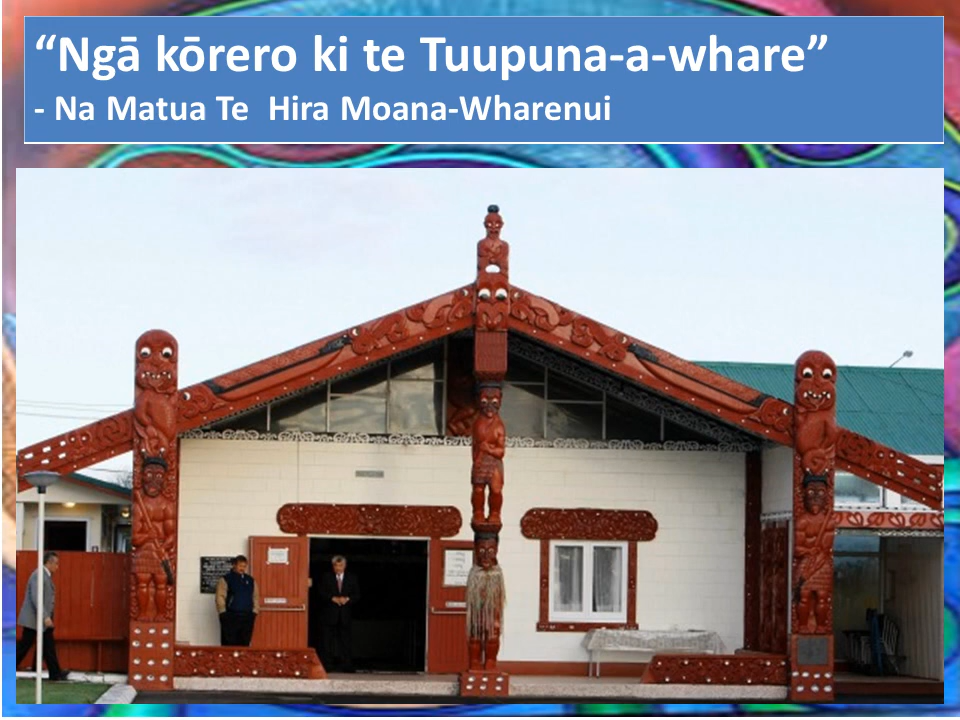 “Ngā kōrero ki te Tuupuna-a-whare”
- Na Matua Te  Hira Moana-Wharenui